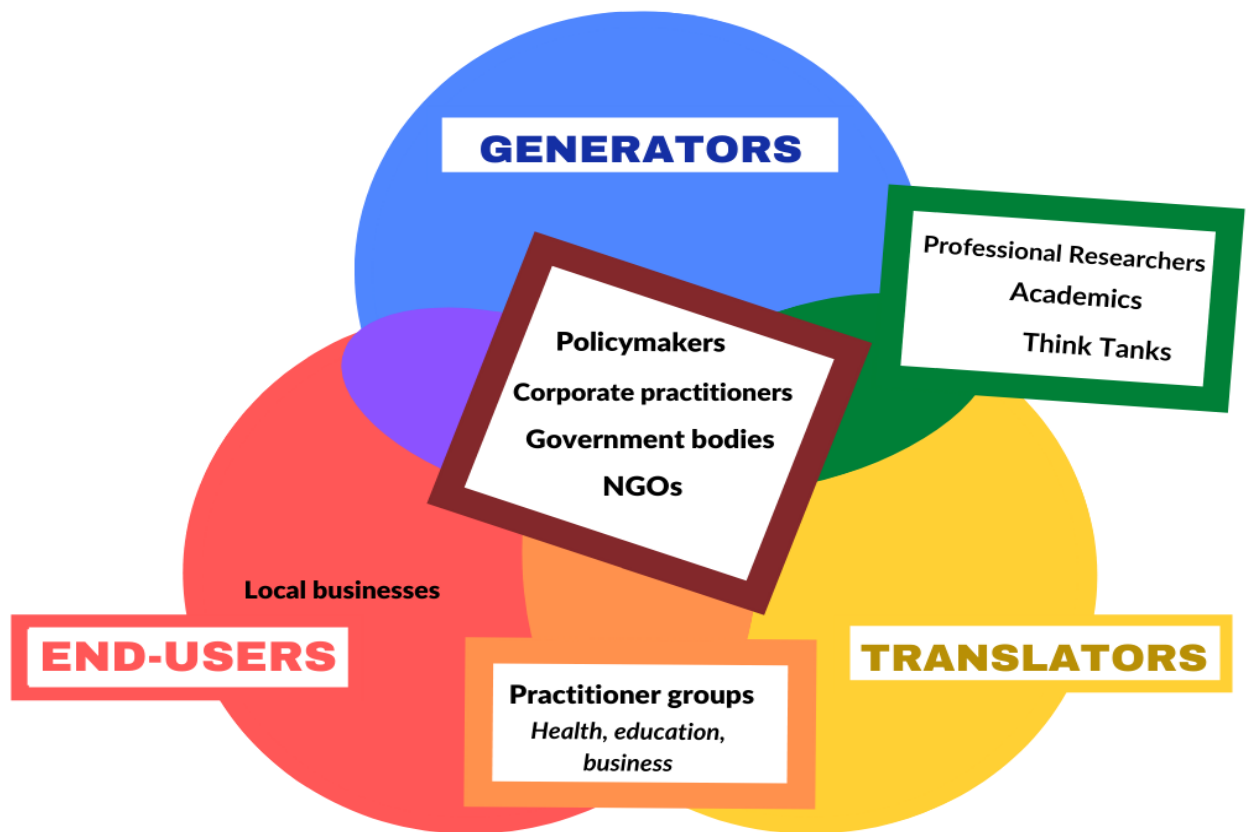 GENERATORS
Professional Researchers
Academics
Think Tanks
Policymakers
Corporate practitioners
Government bodies
NGOs
Local businesses
END-USERS
TRANSLATORS
Practitioner groups
Health, education,
business